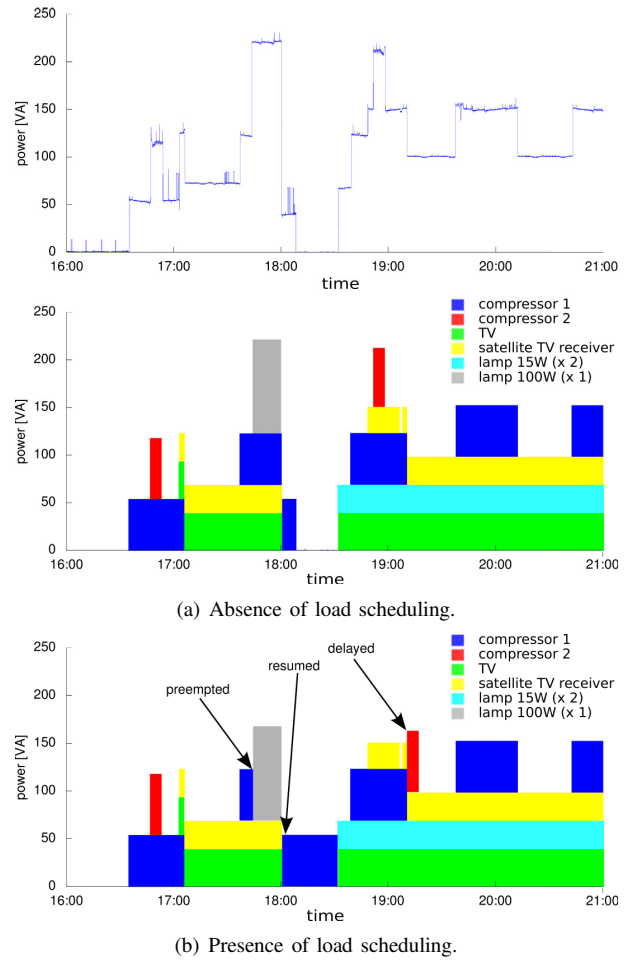 250
200
150
100
50
0
power [VA]
16:00 17:00 18:00 19:00 20:00 21:00
time
250
200
150
100
50
0
power [VA]
compressor 1
compressor 2
TV
satellite TV receiver
lamp 15W (x 2)
lamp 100W (x 1)
16:00 17:00 18:00 19:00 20:00 21:00
time
(a) Absence of load scheduling.
250
200
150
100
50
0
power [VA]
preempted
resumed
delayed
compressor 1
compressor 2
TV
satellite TV receiver
lamp 15W (x 2)
lamp 100W (x 1)
16:00 17:00 18:00 19:00 20:00 21:00
time
(b) Presence of load scheduling.